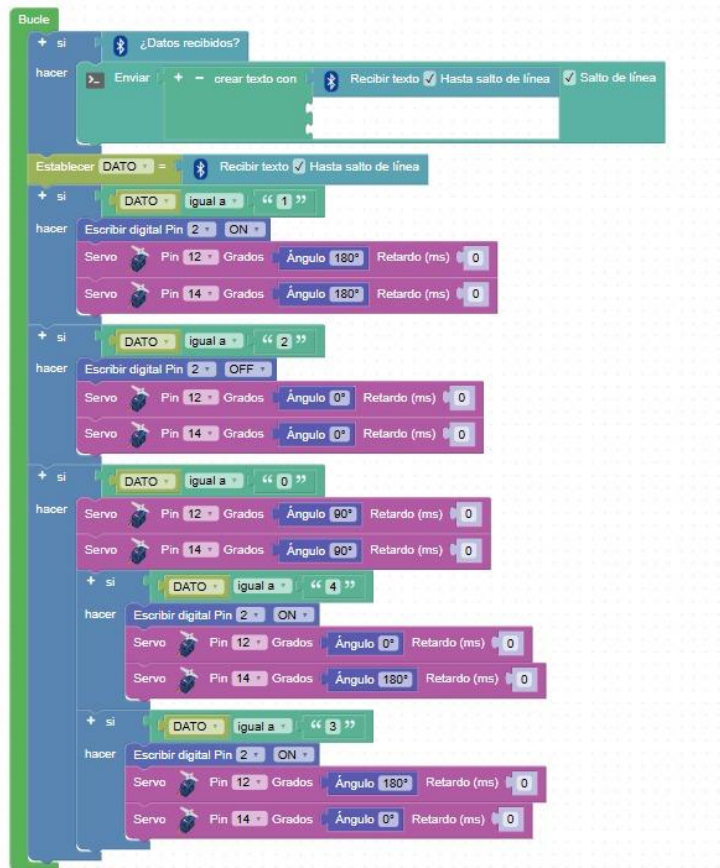 Bucle
+ si ¿Datos recibidos?
hacer >_ Enviar + − crear texto con Recibir texto Hasta salto de línea Salto de línea
Establecer DATO = Recibir texto Hasta salto de línea
+ si DATO igual a “ 1 ”
hacer Escribir digital Pin 2 ON
Servo Pin 12 Grados Ángulo 180° Retardo (ms) 0
Servo Pin 14 Grados Ángulo 180° Retardo (ms) 0
+ si DATO igual a “ 2 ”
hacer Escribir digital Pin 2 OFF
Servo Pin 12 Grados Ángulo 0° Retardo (ms) 0
Servo Pin 14 Grados Ángulo 0° Retardo (ms) 0
+ si DATO igual a “ 0 ”
hacer Servo Pin 12 Grados Ángulo 90° Retardo (ms) 0
Servo Pin 14 Grados Ángulo 90° Retardo (ms) 0
+ si DATO igual a “ 4 ”
hacer Escribir digital Pin 2 ON
Servo Pin 12 Grados Ángulo 0° Retardo (ms) 0
Servo Pin 14 Grados Ángulo 180° Retardo (ms) 0
+ si DATO igual a “ 3 ”
hacer Escribir digital Pin 2 ON
Servo Pin 12 Grados Ángulo 180° Retardo (ms) 0
Servo Pin 14 Grados Ángulo 0° Retardo (ms) 0